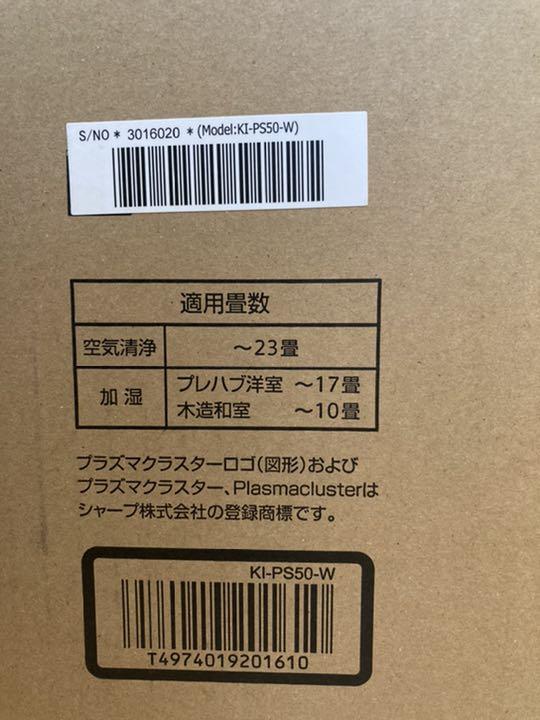 S/NO * 3016020 * (Model:KI-PS50-W)
適用畳数
空気清浄 ～23畳
加湿 プレハブ洋室 ～17畳
木造和室 ～10畳
プラズマクラスターロゴ(図形)および
プラズマクラスター、Plasmaclusterは
シャープ株式会社の登録商標です。
KI-PS50-W
T4974019201610